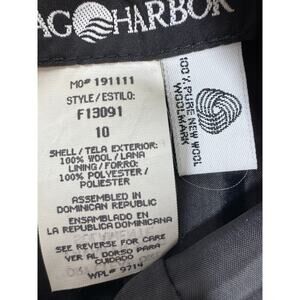 AG HARBOR
MO# 191111
STYLE/ESTILO:
F13091
10
SHELL/TELA EXTERIOR:
100% WOOL/LANA
LINING/FORRO:
100% POLYESTER/
POLIESTER
ASSEMBLED IN
DOMINICAN REPUBLIC
ENSAMBLADO EN
LA REPUBLICA DOMINICANA
SEE REVERSE FOR CARE
VER AL DORSO PARA
CUIDADO
WPL# 9714
100% PURE NEW WOOL
WOOLMARK